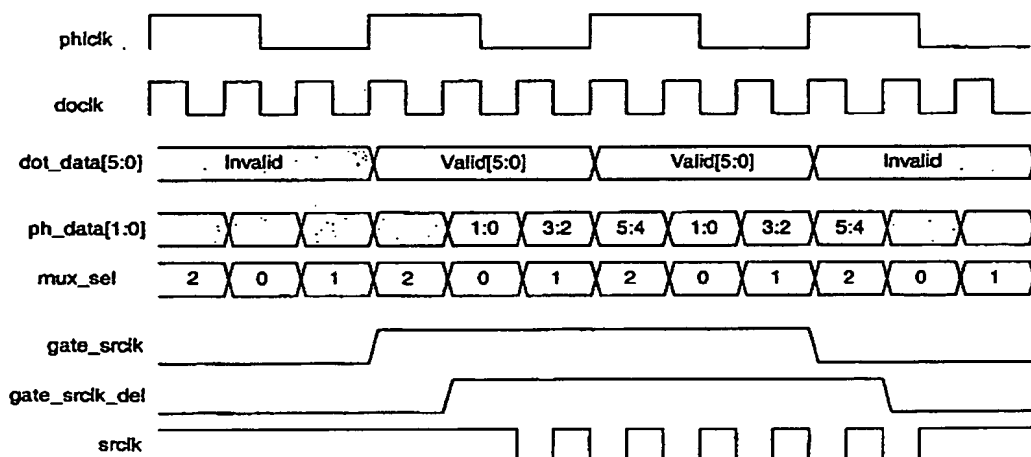 phiclk
doclk
dot_data[5:0] Invalid Valid[5:0] Valid[5:0] Invalid
ph_data[1:0] 1:0 3:2 5:4 1:0 3:2 5:4
mux_sel 2 0 1 2 0 1 2 0 1 2 0 1
gate_srclk
gate_srclk_del
srclk